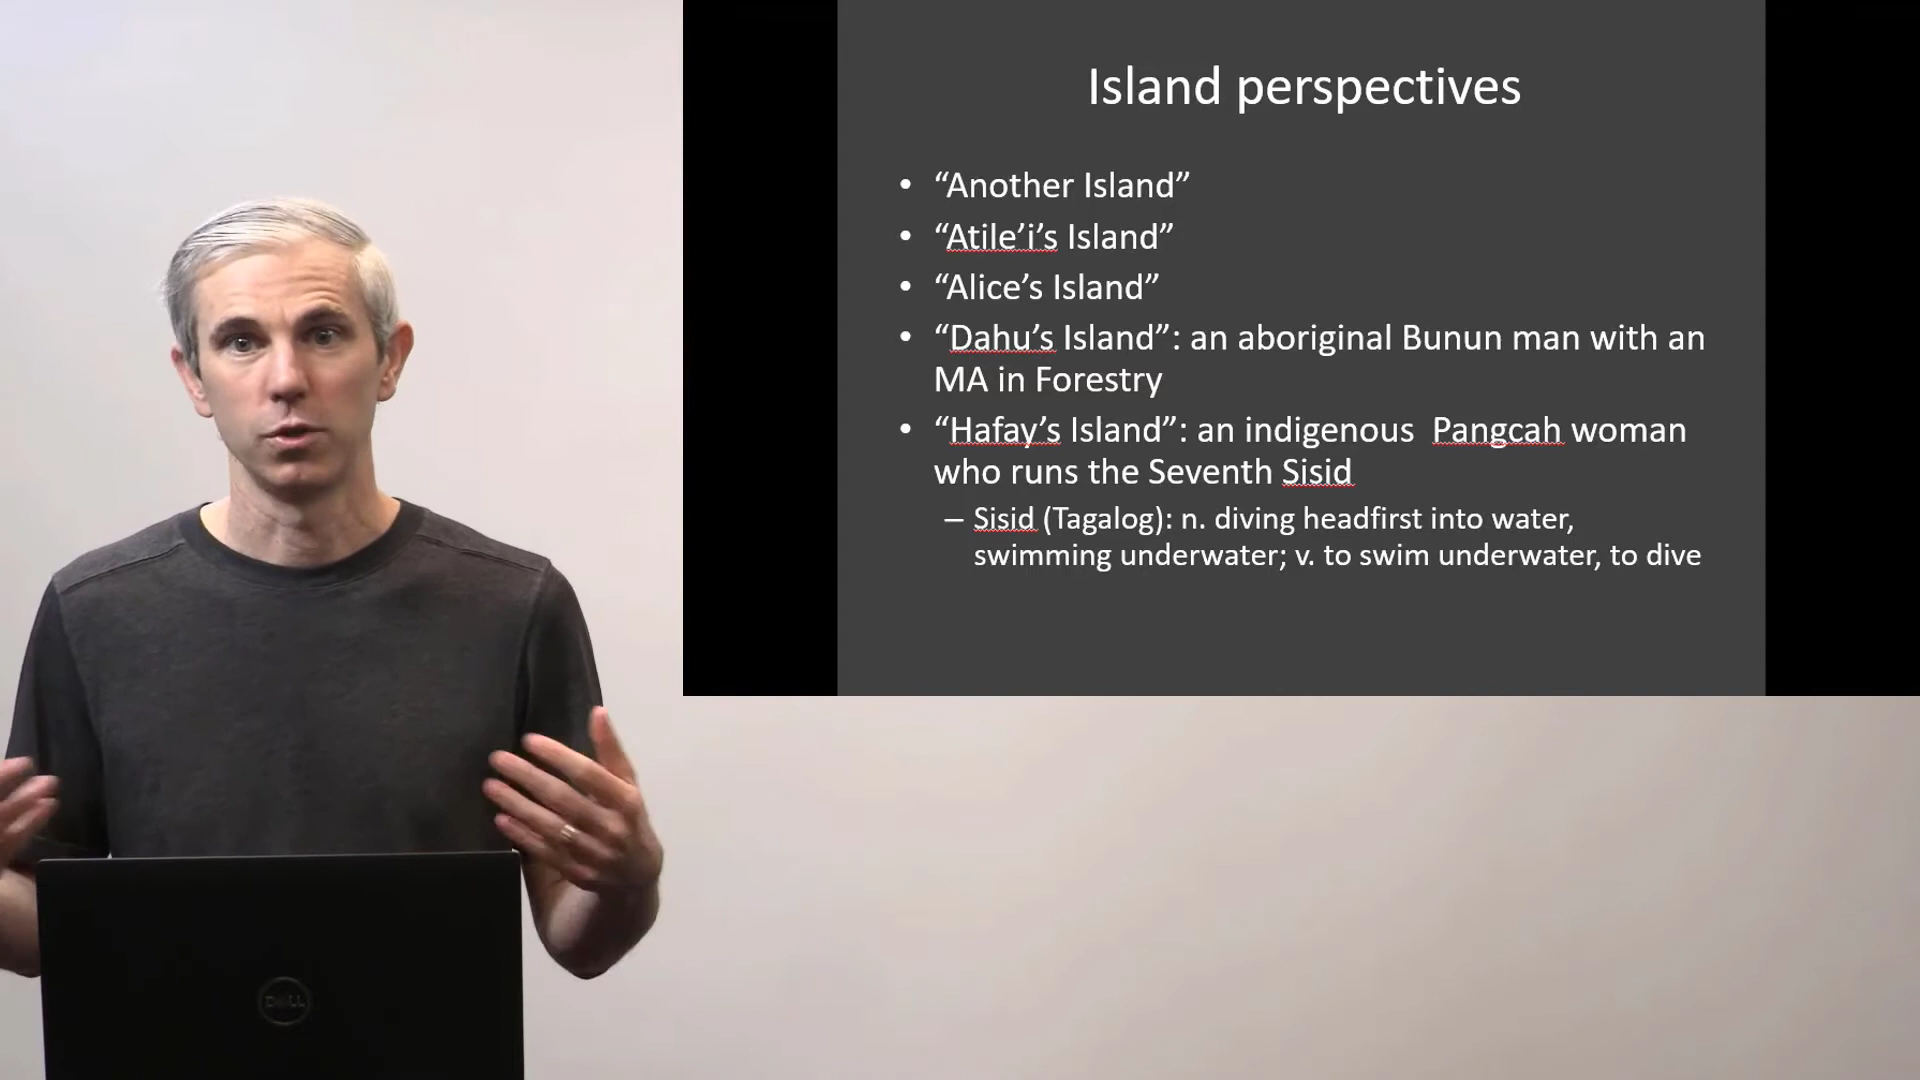 Island perspectives
• “Another Island”
• “Atile’i’s Island”
• “Alice’s Island”
• “Dahu’s Island”: an aboriginal Bunun man with an
MA in Forestry
• “Hafay’s Island”: an indigenous  Pangcah woman
who runs the Seventh Sisid
– Sisid (Tagalog): n. diving headfirst into water,
swimming underwater; v. to swim underwater, to dive
DELL